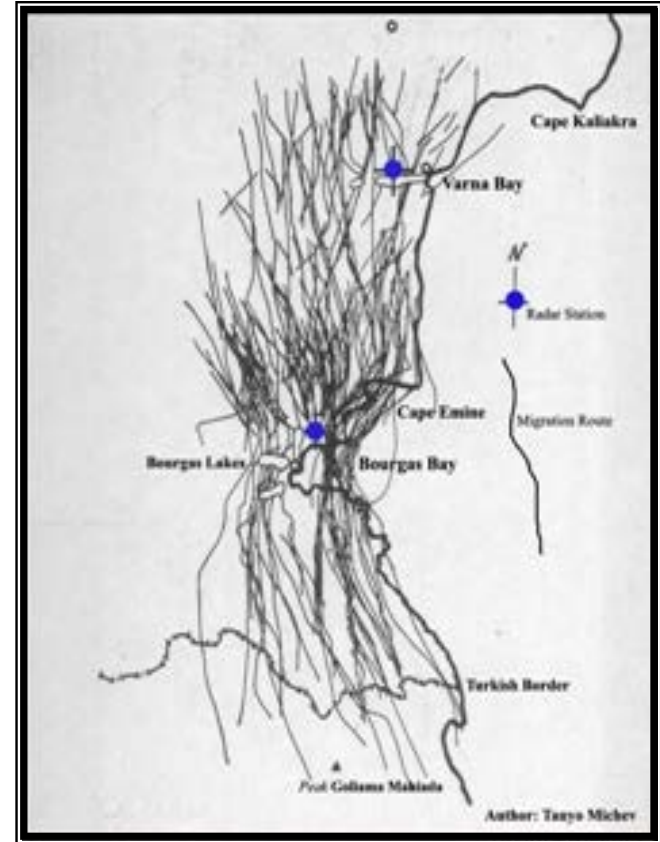 Cape Kaliakra
Varna Bay
N
Radar Station
Cape Emine
Migration Route
Bourgas Lakes
Bourgas Bay
Turkish Border
Peak Goliama Mahiada
Author: Tanyo Michev